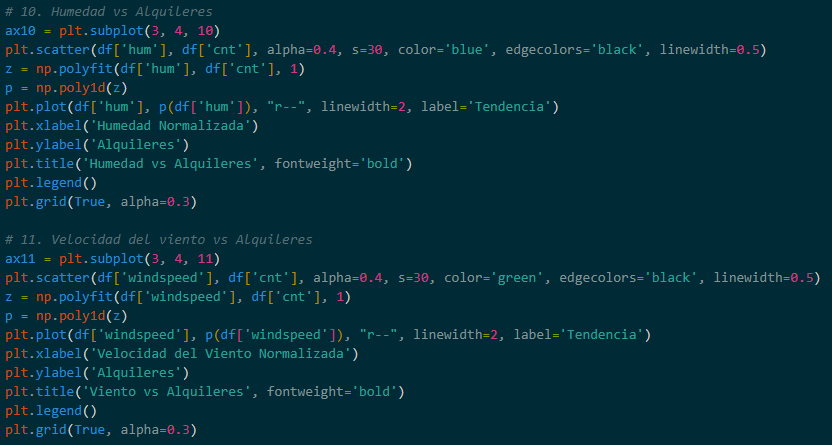 # 10. Humedad vs Alquileres
ax10 = plt.subplot(3, 4, 10)
plt.scatter(df['hum'], df['cnt'], alpha=0.4, s=30, color='blue', edgecolors='black', linewidth=0.5)
z = np.polyfit(df['hum'], df['cnt'], 1)
p = np.poly1d(z)
plt.plot(df['hum'], p(df['hum']), "r--", linewidth=2, label='Tendencia')
plt.xlabel('Humedad Normalizada')
plt.ylabel('Alquileres')
plt.title('Humedad vs Alquileres', fontweight='bold')
plt.legend()
plt.grid(True, alpha=0.3)

# 11. Velocidad del viento vs Alquileres
ax11 = plt.subplot(3, 4, 11)
plt.scatter(df['windspeed'], df['cnt'], alpha=0.4, s=30, color='green', edgecolors='black', linewidth=0.5)
z = np.polyfit(df['windspeed'], df['cnt'], 1)
p = np.poly1d(z)
plt.plot(df['windspeed'], p(df['windspeed']), "r--", linewidth=2, label='Tendencia')
plt.xlabel('Velocidad del Viento Normalizada')
plt.ylabel('Alquileres')
plt.title('Viento vs Alquileres', fontweight='bold')
plt.legend()
plt.grid(True, alpha=0.3)